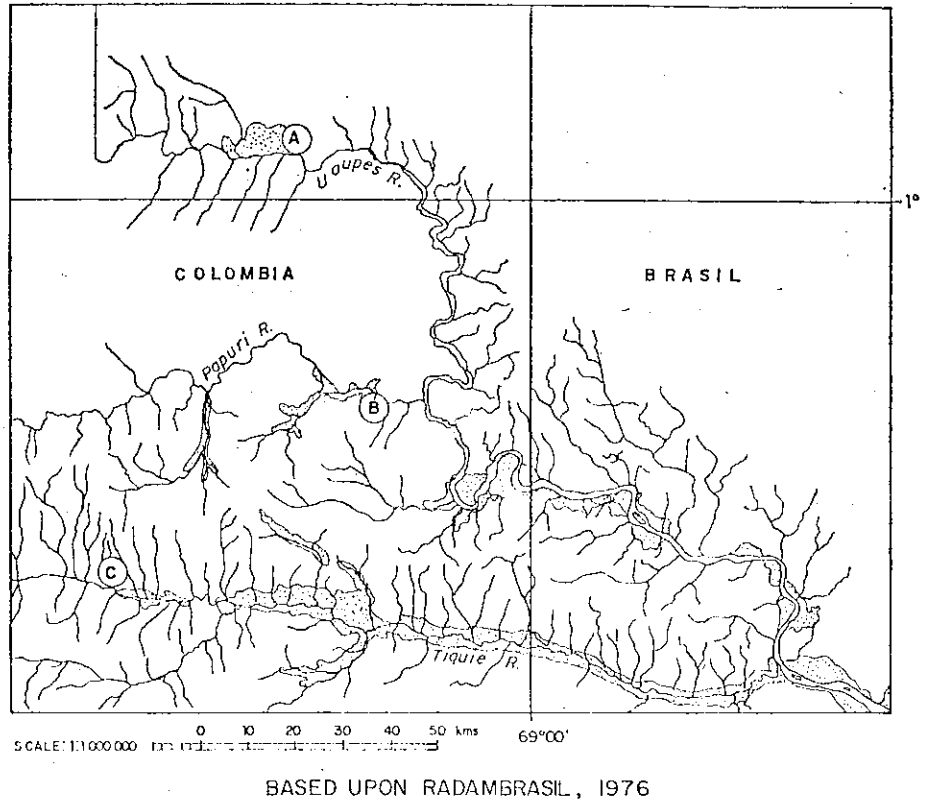 A
Uaupes R.
1°
COLOMBIA
BRASIL
Papuri R.
B
C
Tiquie R.
0 10 20 30 40 50 kms
69°00'
SCALE: 1:1 000 000
BASED UPON RADAMBRASIL, 1976